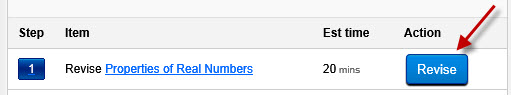 Step Item Est time Action
1 Revise Properties of Real Numbers 20 mins Revise